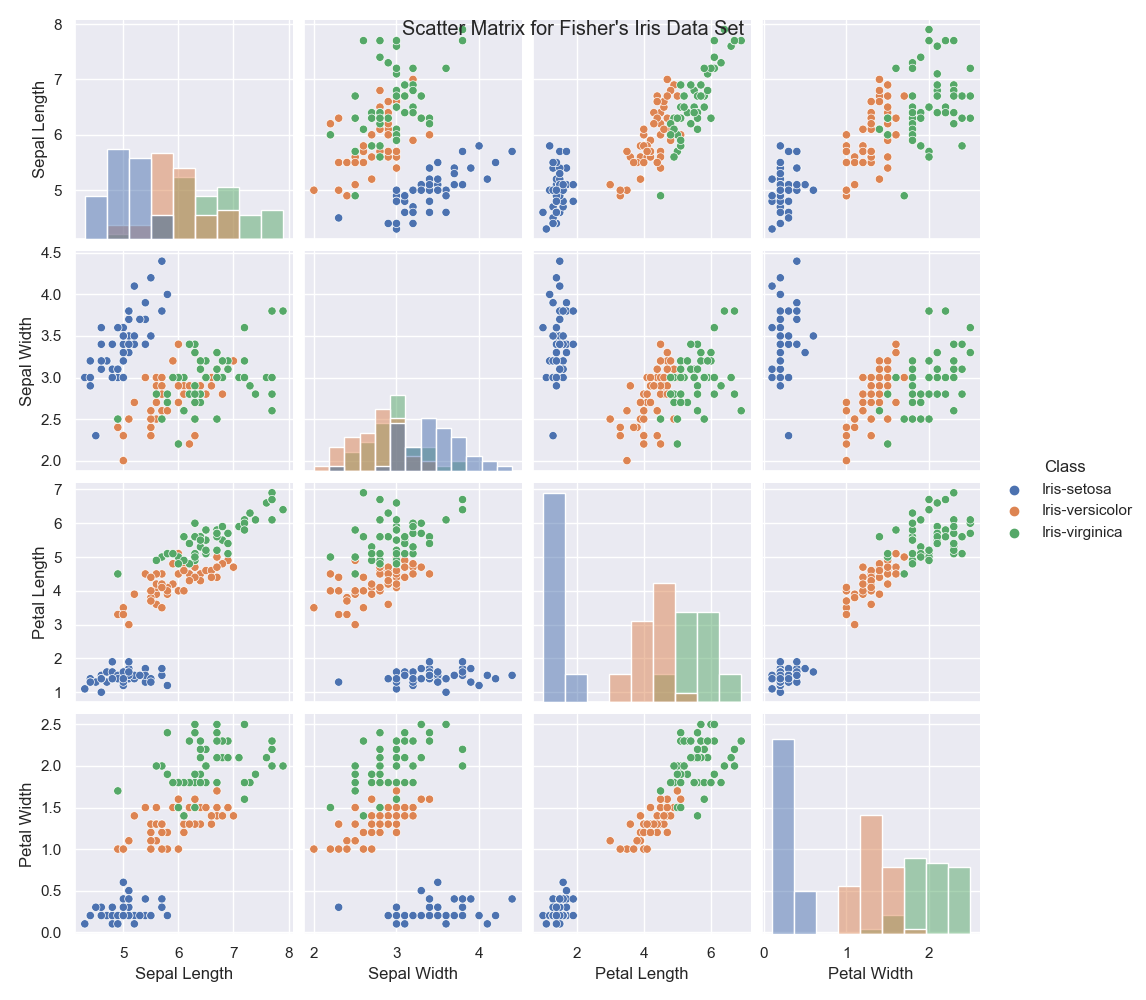 Scatter Matrix for Fisher's Iris Data Set
8
7
6
5
Sepal Length
4.5
4.0
3.5
3.0
2.5
2.0
Sepal Width
7
6
5
4
3
2
1
Petal Length
2.5
2.0
1.5
1.0
0.5
0.0
Petal Width
5 6 7 8
Sepal Length
2 3 4
Sepal Width
2 4 6
Petal Length
0 1 2
Petal Width
Class
Iris-setosa
Iris-versicolor
Iris-virginica